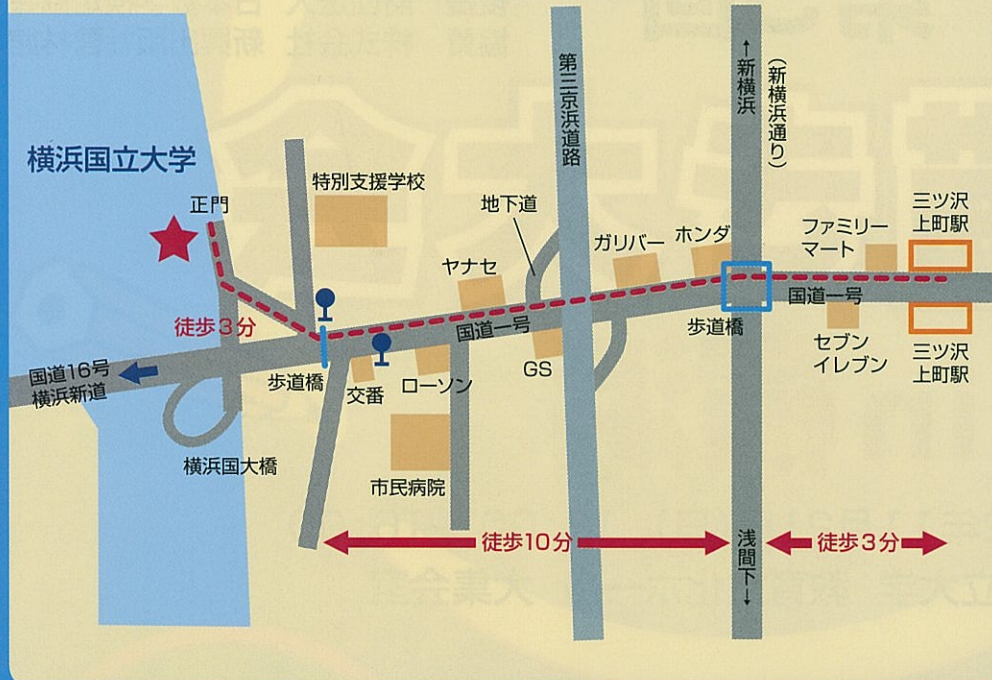 横浜国立大学
正門
特別支援学校
地下道
第三京浜道路
←新横浜
(新横浜通り)
三ツ沢
上町駅
ファミリー
マート
ガリバー
ホンダ
ヤナセ
徒歩3分
国道一号
国道一号
歩道橋
セブン
イレブン
三ツ沢
上町駅
国道16号
横浜新道
歩道橋
交番
ローソン
GS
横浜国大橋
市民病院
徒歩10分
浅間下→
徒歩3分